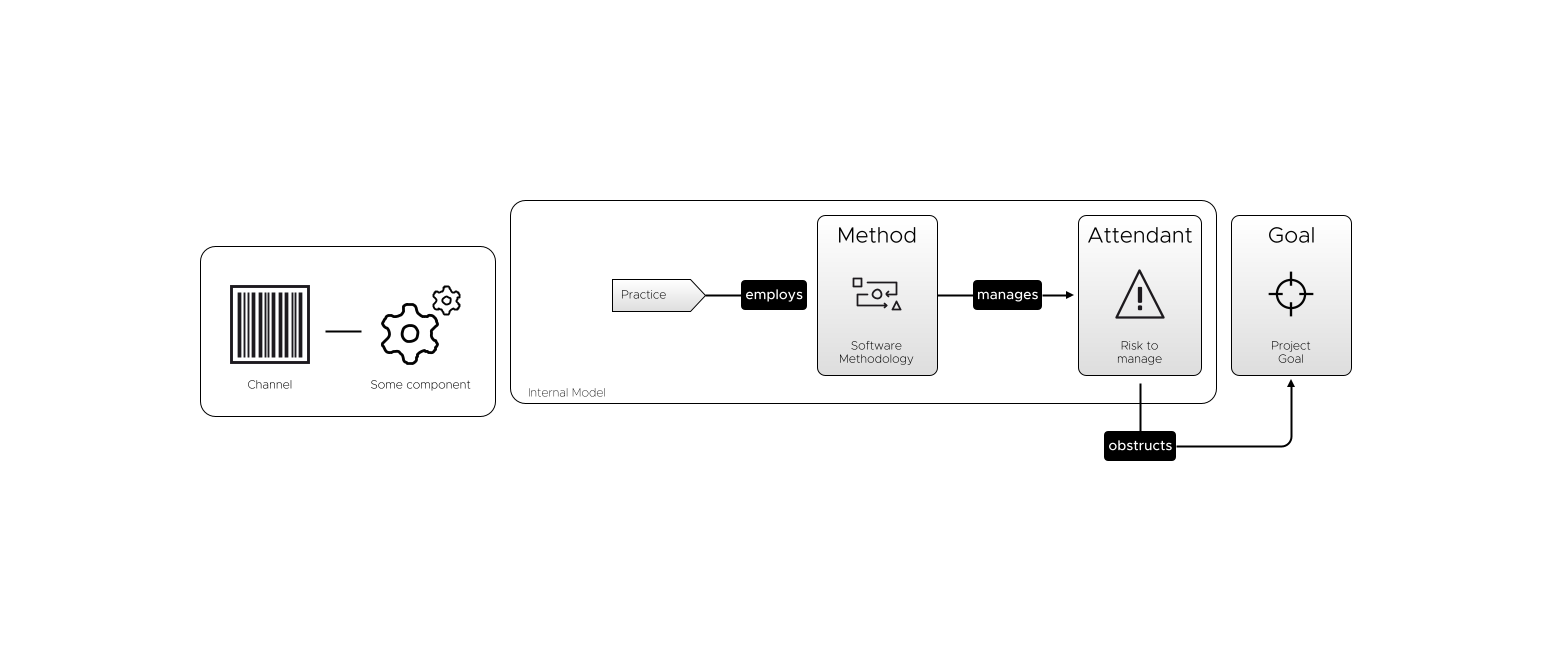 Channel
Some component
Internal Model
Practice
employs
Method
Software
Methodology
manages
Attendant
Risk to
manage
obstructs
Goal
Project
Goal